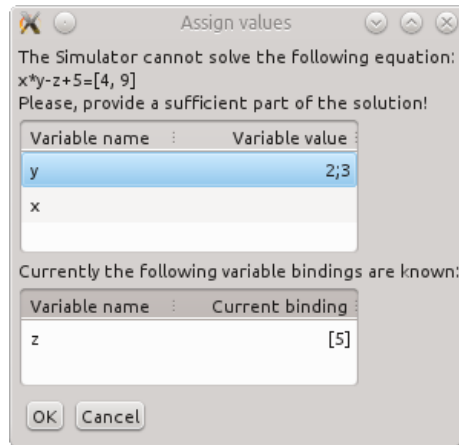 Assign values
The Simulator cannot solve the following equation:
x*y-z+5=[4, 9]
Please, provide a sufficient part of the solution!
Variable name Variable value
y 2;3
x
Currently the following variable bindings are known:
Variable name Current binding
z [5]
OK Cancel